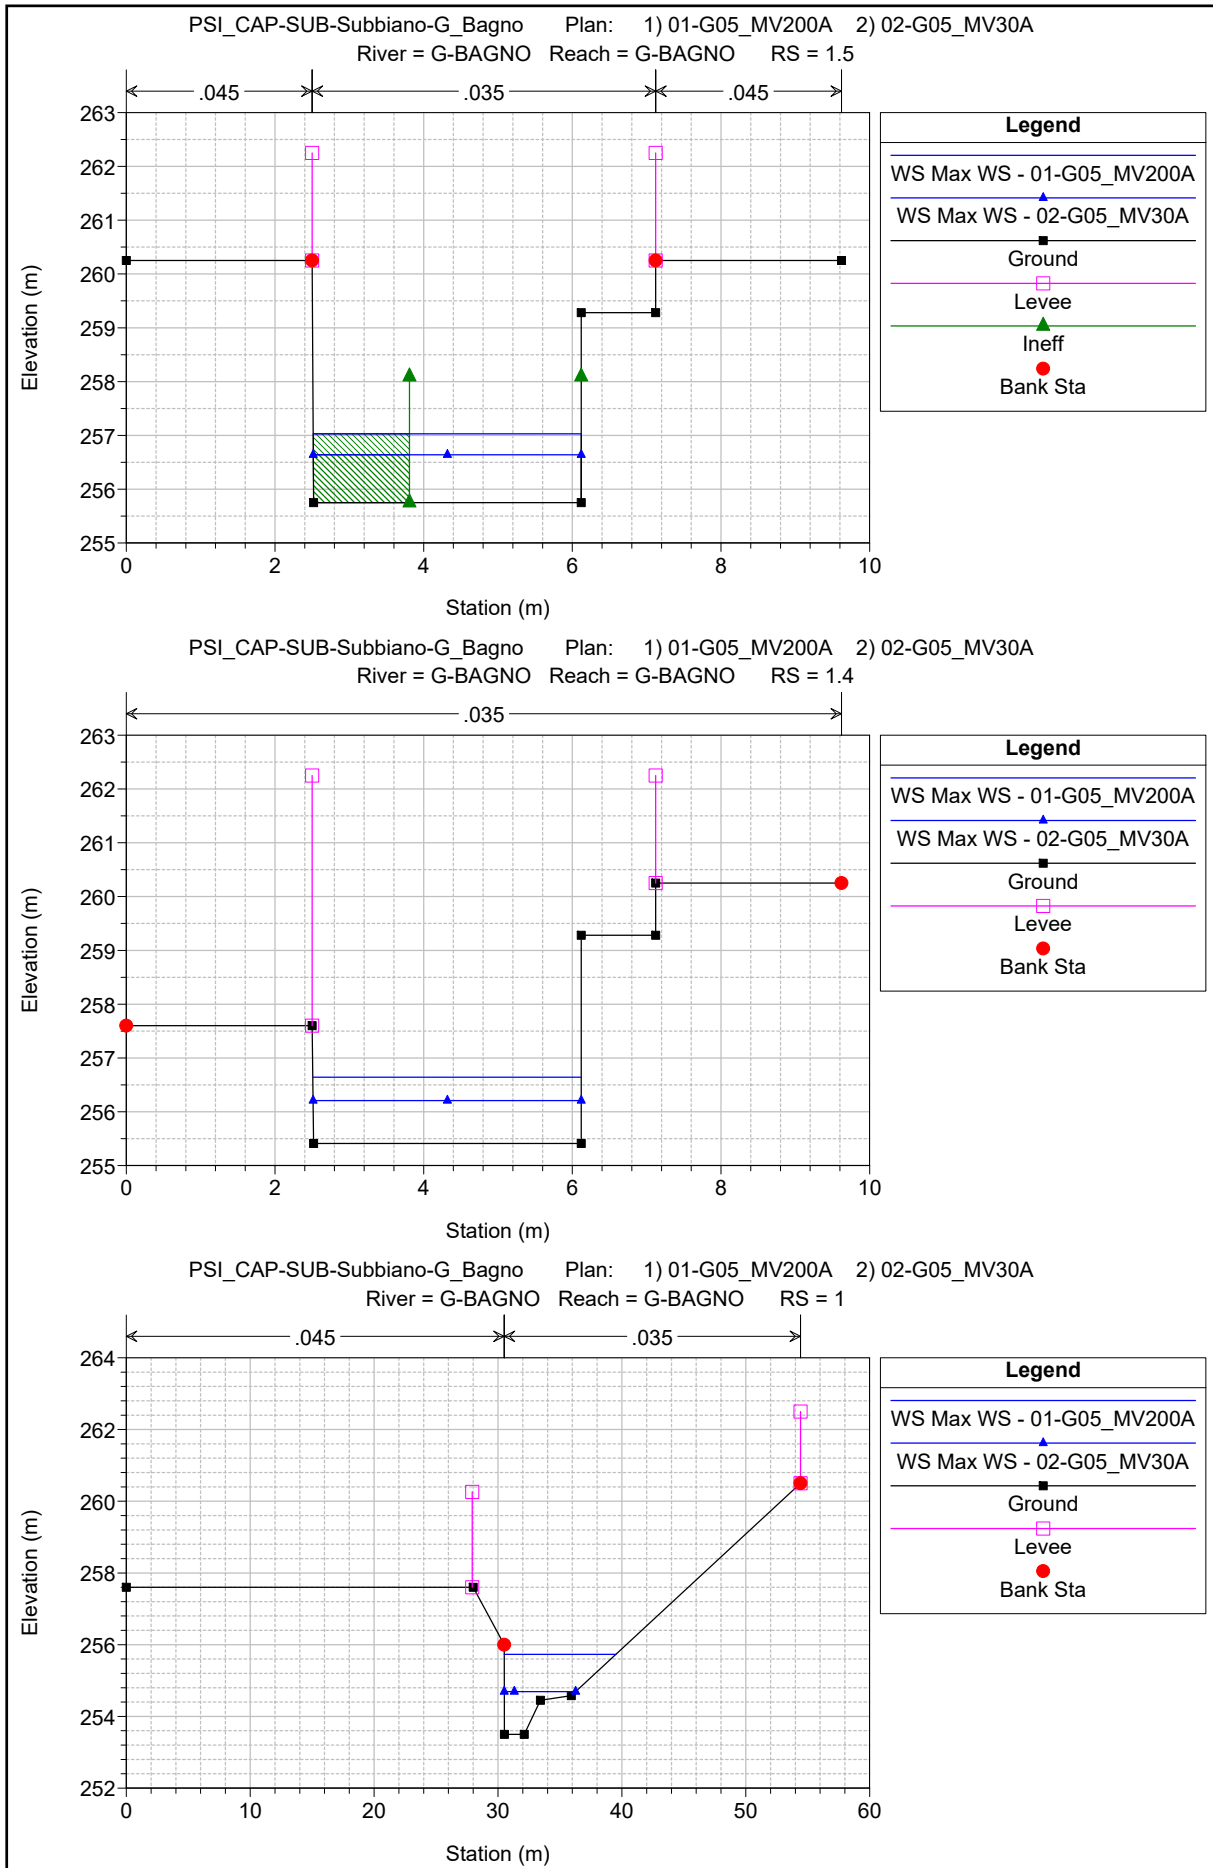 PSI_CAP-SUB-Subbiano-G_Bagno Plan: 1) 01-G05_MV200A 2) 02-G05_MV30A
River = G-BAGNO Reach = G-BAGNO RS = 1.5
.045 .035 .045
263
262
261
260
259
258
257
256
255
Elevation (m)
0 2 4 6 8 10
Station (m)
Legend
WS Max WS - 01-G05_MV200A
WS Max WS - 02-G05_MV30A
Ground
Levee
Ineff
Bank Sta
PSI_CAP-SUB-Subbiano-G_Bagno Plan: 1) 01-G05_MV200A 2) 02-G05_MV30A
River = G-BAGNO Reach = G-BAGNO RS = 1.4
.035
263
262
261
260
259
258
257
256
255
Elevation (m)
0 2 4 6 8 10
Station (m)
Legend
WS Max WS - 01-G05_MV200A
WS Max WS - 02-G05_MV30A
Ground
Levee
Bank Sta
PSI_CAP-SUB-Subbiano-G_Bagno Plan: 1) 01-G05_MV200A 2) 02-G05_MV30A
River = G-BAGNO Reach = G-BAGNO RS = 1
.045 .035
264
262
260
258
256
254
252
Elevation (m)
0 10 20 30 40 50 60
Station (m)
Legend
WS Max WS - 01-G05_MV200A
WS Max WS - 02-G05_MV30A
Ground
Levee
Bank Sta